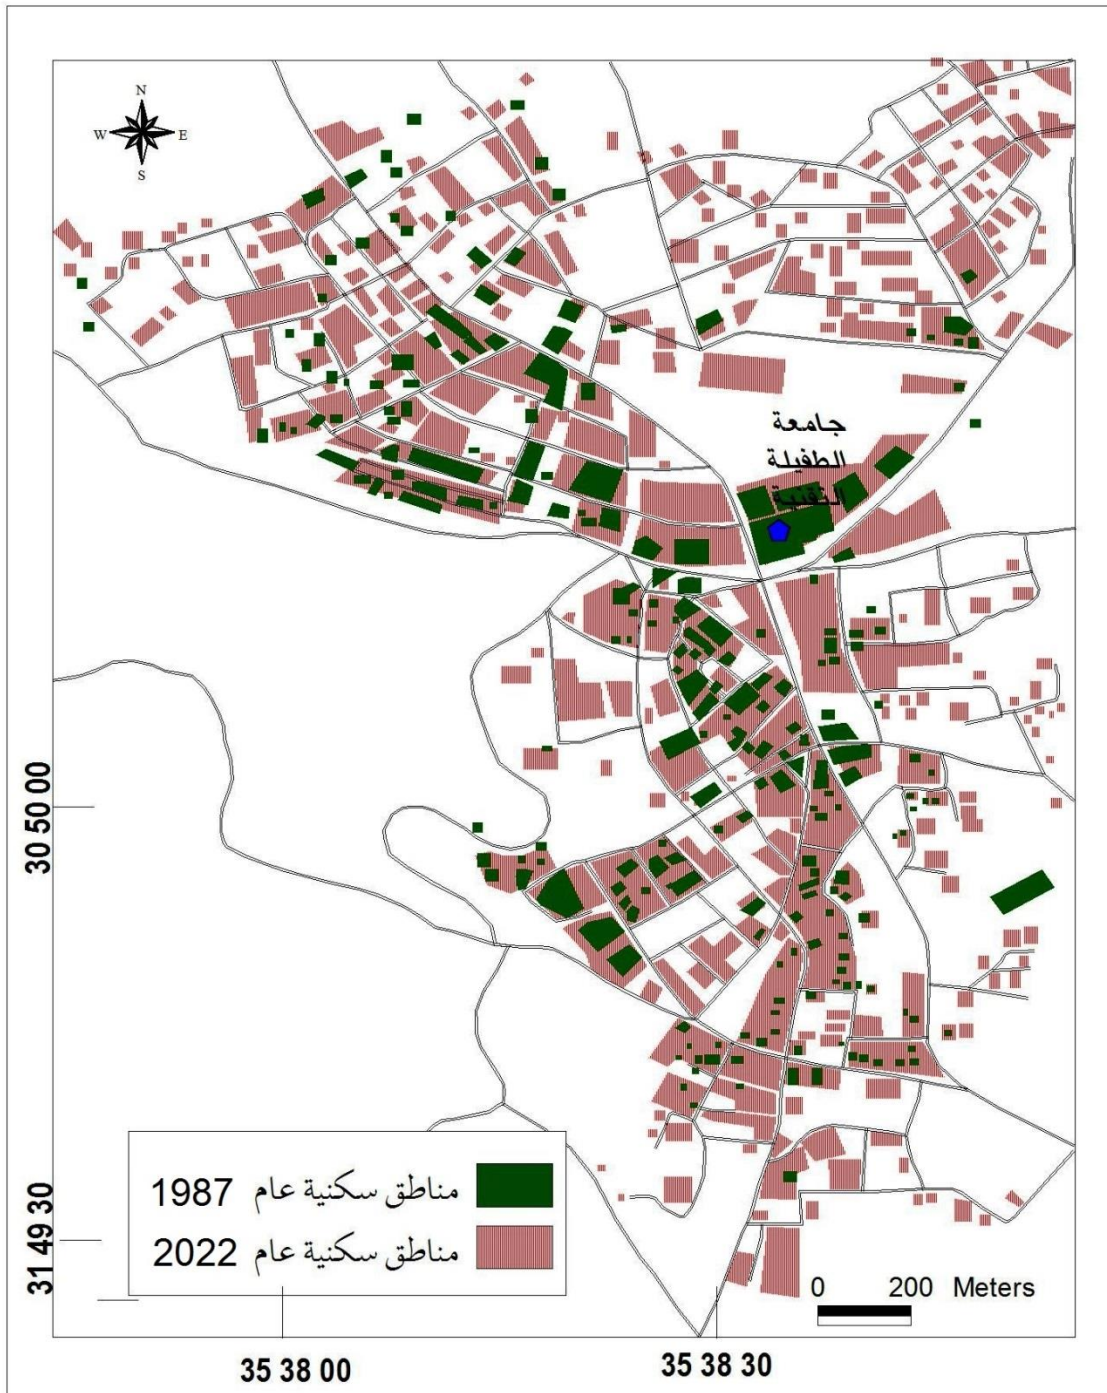 N
W E
S
جامعة
الطفيلة
التقنية
30 50 00
31 49 30
مناطق سكنية عام 1987
مناطق سكنية عام 2022
0 200 Meters
35 38 00
35 38 30